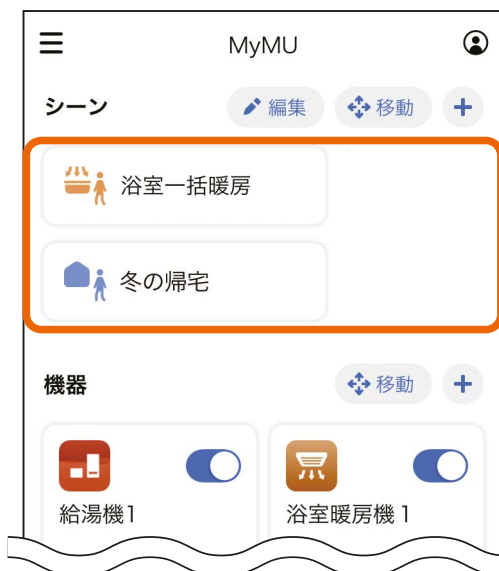 MyMU
シーン 編集 移動
浴室一括暖房
冬の帰宅
機器 移動
給湯機1 浴室暖房機1